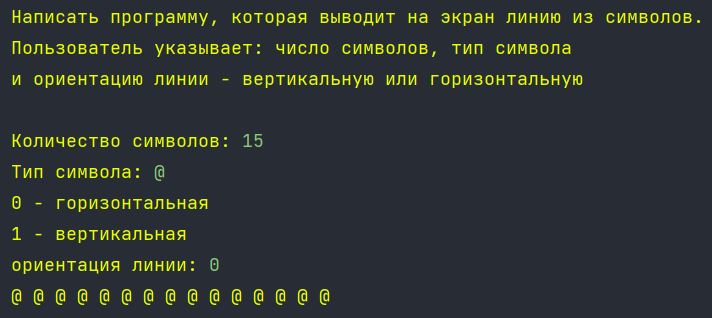 Написать программу, которая выводит на экран линию из символов.
Пользователь указывает: число символов, тип символа
и ориентацию линии - вертикальную или горизонтальную
Количество символов: 15
Тип символа: @
0 - горизонтальная
1 - вертикальная
ориентация линии: 0
@ @ @ @ @ @ @ @ @ @ @ @ @ @ @